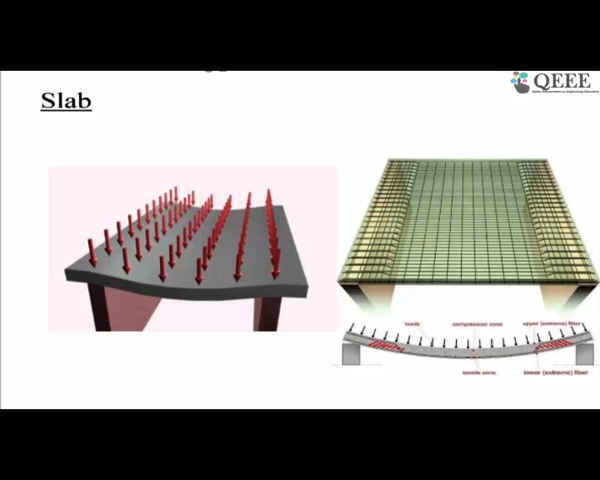 QEEE
Slab
loads
compression zone
upper (extreme) fiber
tensile zone
lower (extreme) fiber